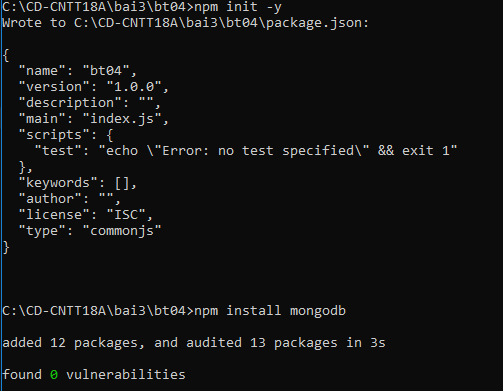 C:\CD-CNTT18A\bai3\bt04>npm init -y
Wrote to C:\CD-CNTT18A\bai3\bt04\package.json:

{
  "name": "bt04",
  "version": "1.0.0",
  "description": "",
  "main": "index.js",
  "scripts": {
    "test": "echo \"Error: no test specified\" && exit 1"
  },
  "keywords": [],
  "author": "",
  "license": "ISC",
  "type": "commonjs"
}

C:\CD-CNTT18A\bai3\bt04>npm install mongodb

added 12 packages, and audited 13 packages in 3s

found 0 vulnerabilities